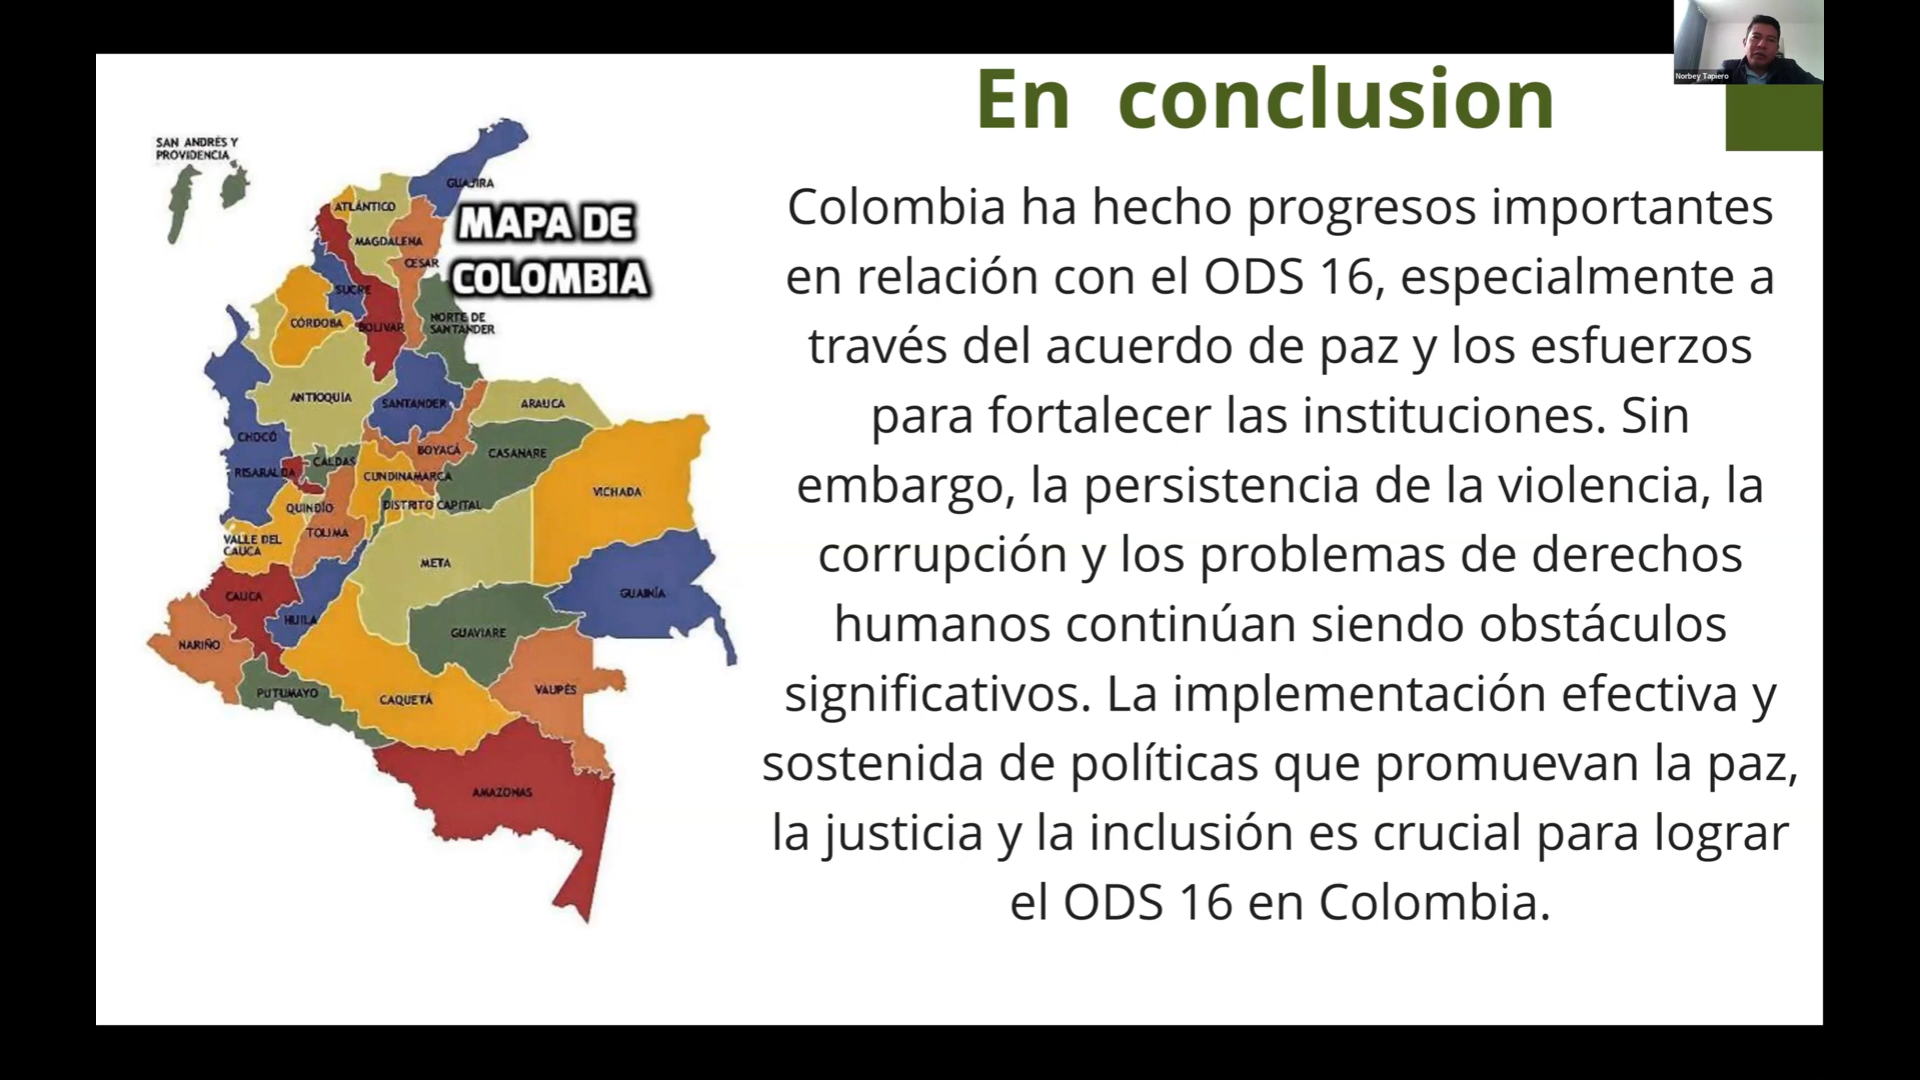 Norbey Tapiero
En conclusion
SAN ANDRÉS Y
PROVIDENCIA
GUAJIRA
ATLÁNTICO
MAPA DE
COLOMBIA
MAGDALENA
CESAR
SUCRE
CÓRDOBA
BOLIVAR
NORTE DE
SANTANDER
ANTIOQUÍA
SANTANDER
ARAUCA
CHOCÓ
BOYACÁ
CASANARE
RISARALDA
CALDAS
CUNDINAMARCA
VICHADA
QUINDÍO
DISTRITO CAPITAL
TOLIMA
VALLE DEL
CAUCA
META
CAUCA
GUAINÍA
HUILA
GUAVIARE
NARIÑO
PUTUMAYO
CAQUETÁ
VAUPÉS
AMAZONAS
Colombia ha hecho progresos importantes
en relación con el ODS 16, especialmente a
través del acuerdo de paz y los esfuerzos
para fortalecer las instituciones. Sin
embargo, la persistencia de la violencia, la
corrupción y los problemas de derechos
humanos continúan siendo obstáculos
significativos. La implementación efectiva y
sostenida de políticas que promuevan la paz,
la justicia y la inclusión es crucial para lograr
el ODS 16 en Colombia.